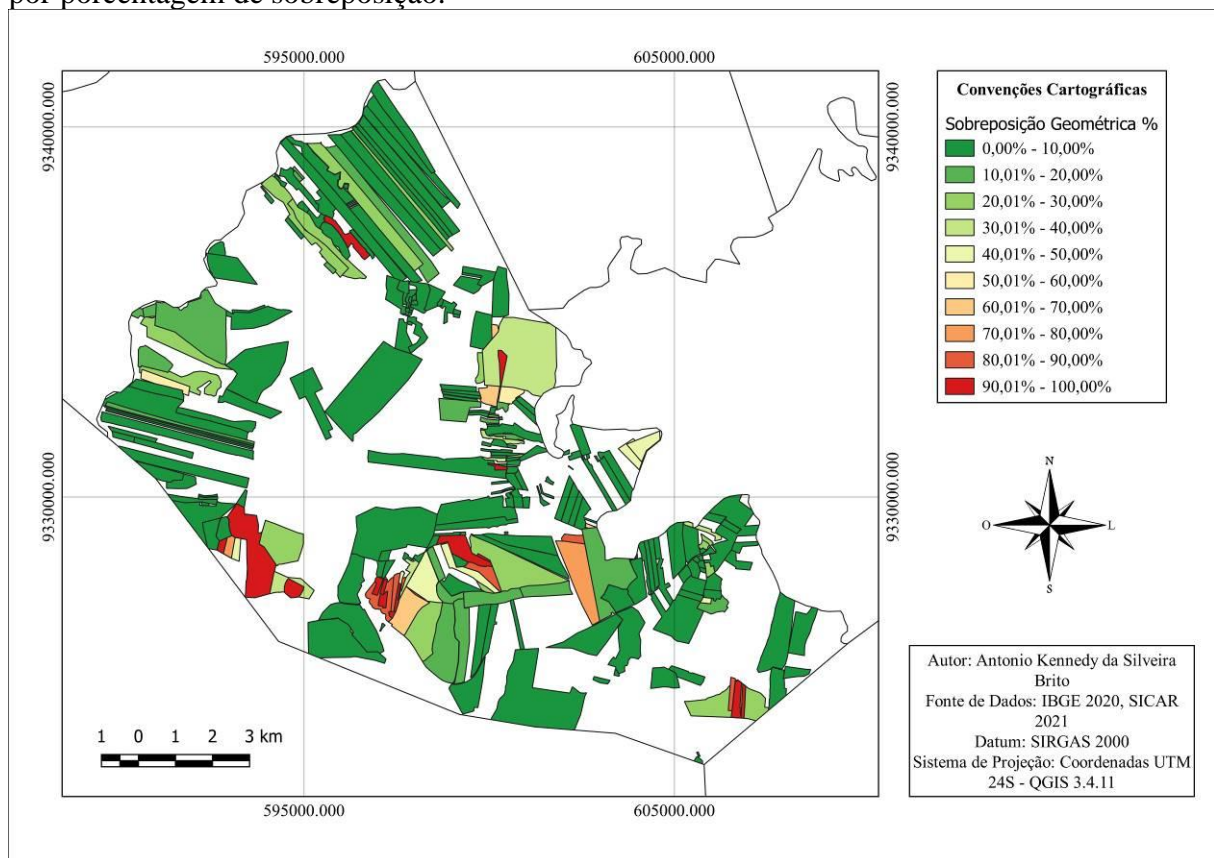 por porcentagem de sobreposição.
595000.000 605000.000
9340000.000 9340000.000
9330000.000 9330000.000
1 0 1 2 3 km
595000.000 605000.000
Convenções Cartográficas
Sobreposição Geométrica %
0,00% - 10,00%
10,01% - 20,00%
20,01% - 30,00%
30,01% - 40,00%
40,01% - 50,00%
50,01% - 60,00%
60,01% - 70,00%
70,01% - 80,00%
80,01% - 90,00%
90,01% - 100,00%
N
O L
S
Autor: Antonio Kennedy da Silveira
Brito
Fonte de Dados: IBGE 2020, SICAR
2021
Datum: SIRGAS 2000
Sistema de Projeção: Coordenadas UTM
24S - QGIS 3.4.11